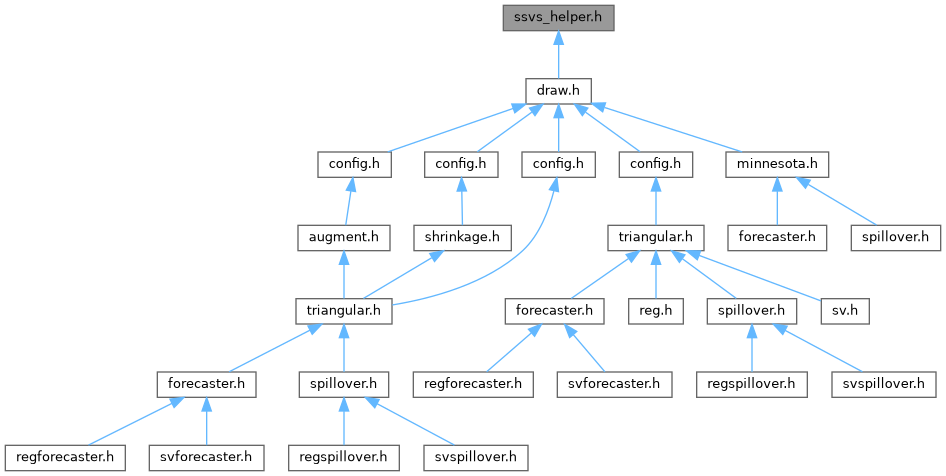 ssvs_helper.h
draw.h
config.h
config.h
config.h
config.h
minnesota.h
augment.h
shrinkage.h
triangular.h
forecaster.h
spillover.h
triangular.h
forecaster.h
reg.h
spillover.h
sv.h
forecaster.h
spillover.h
regforecaster.h
svforecaster.h
regspillover.h
svspillover.h
regforecaster.h
svforecaster.h
regspillover.h
svspillover.h